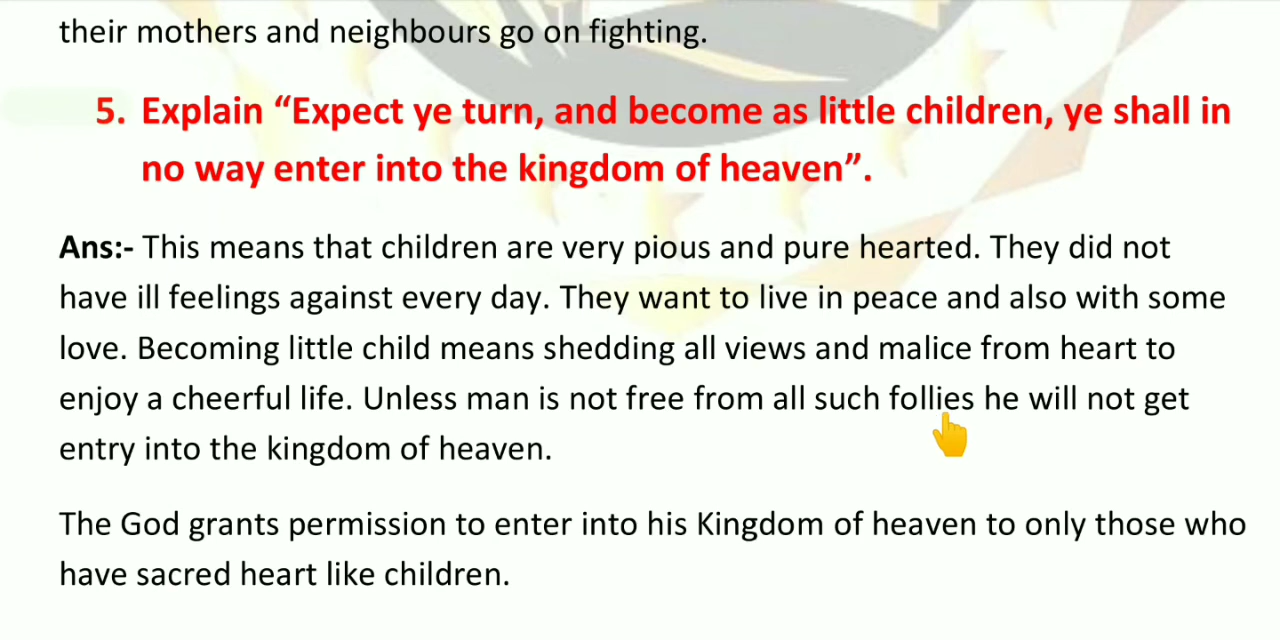 their mothers and neighbours go on fighting.
5. Explain “Expect ye turn, and become as little children, ye shall in
no way enter into the kingdom of heaven”.
Ans:- This means that children are very pious and pure hearted. They did not
have ill feelings against every day. They want to live in peace and also with some
love. Becoming little child means shedding all views and malice from heart to
enjoy a cheerful life. Unless man is not free from all such follies he will not get
entry into the kingdom of heaven.
The God grants permission to enter into his Kingdom of heaven to only those who
have sacred heart like children.